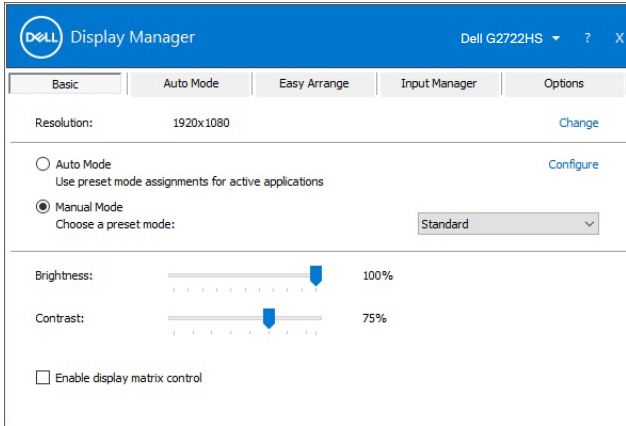 DELL Display Manager Dell G2722HS ? X
Basic Auto Mode Easy Arrange Input Manager Options
Resolution: 1920x1080 Change
Auto Mode Configure
Use preset mode assignments for active applications
Manual Mode
Choose a preset mode: Standard
Brightness: 100%
Contrast: 75%
Enable display matrix control